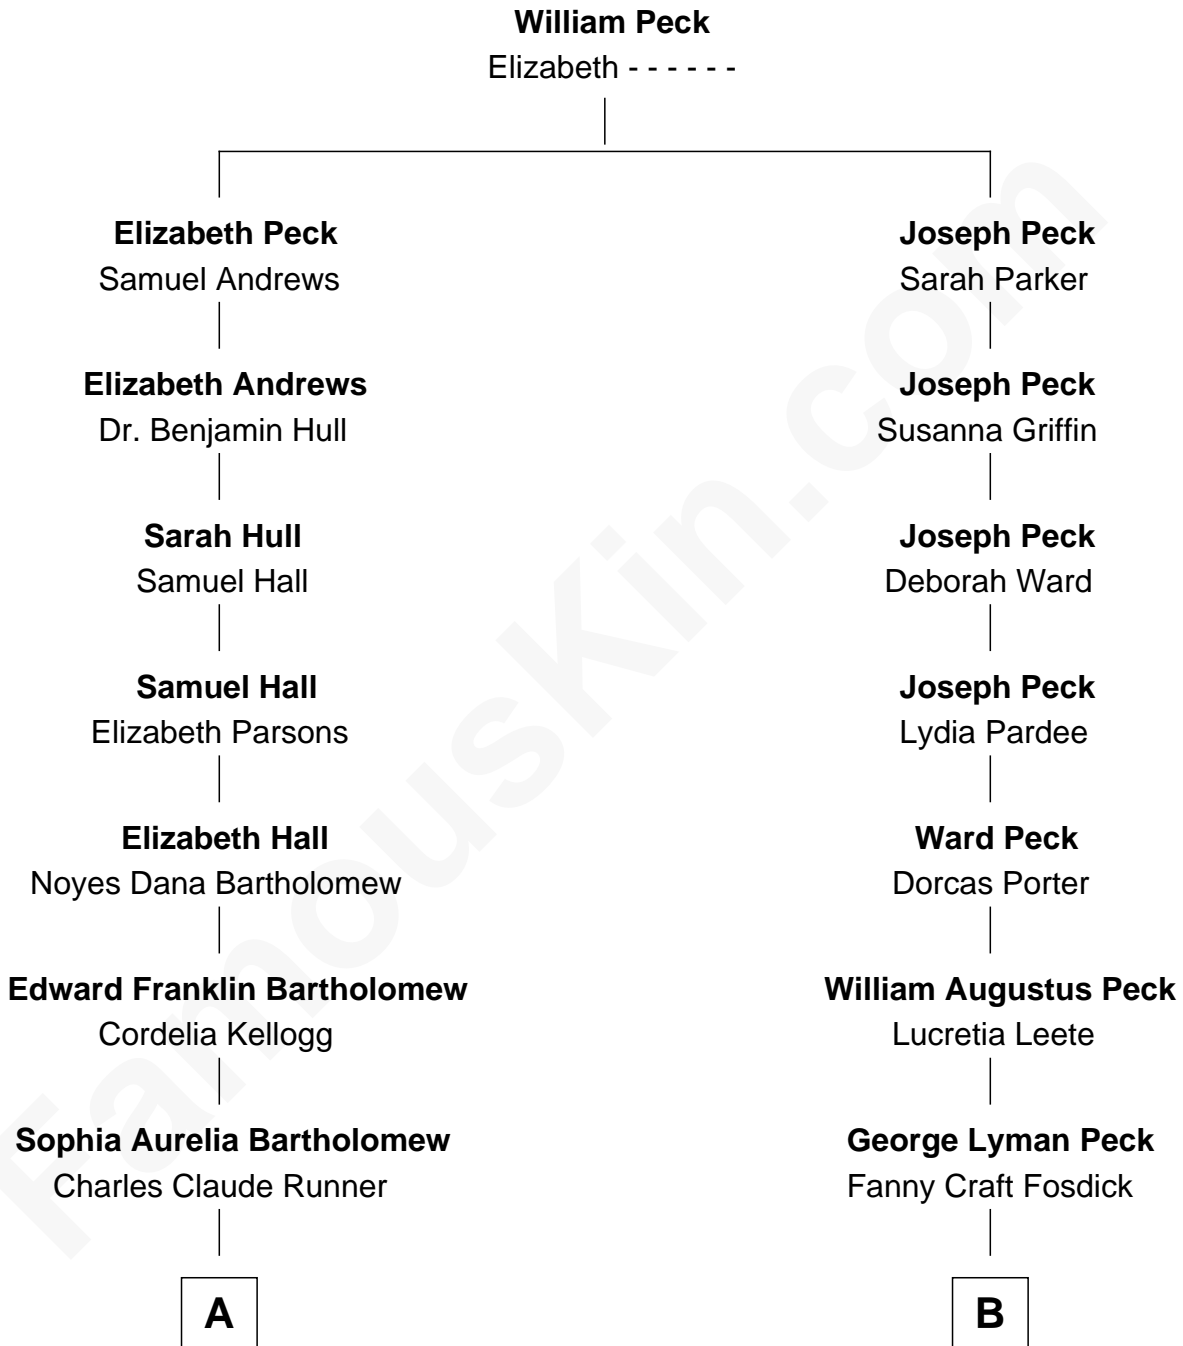 William Peck
Elizabeth - - - - - -
Elizabeth Peck
Samuel Andrews
Joseph Peck
Sarah Parker
Elizabeth Andrews
Dr. Benjamin Hull
Joseph Peck
Susanna Griffin
Sarah Hull
Samuel Hall
Joseph Peck
Deborah Ward
Samuel Hall
Elizabeth Parsons
Joseph Peck
Lydia Pardee
Elizabeth Hall
Noyes Dana Bartholomew
Ward Peck
Dorcas Porter
Edward Franklin Bartholomew
Cordelia Kellogg
William Augustus Peck
Lucretia Leete
Sophia Aurelia Bartholomew
Charles Claude Runner
George Lyman Peck
Fanny Craft Fosdick
A
B
FamousKin.com